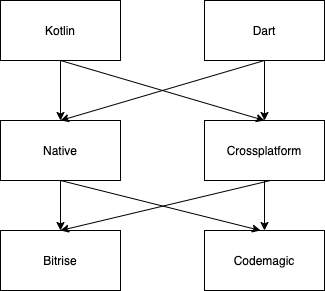 Kotlin
Dart
Native
Crossplatform
Bitrise
Codemagic